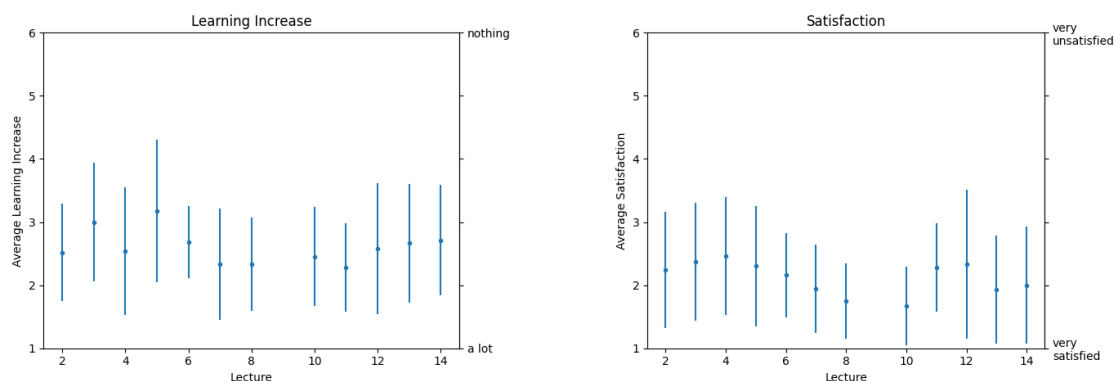 Learning Increase
6
5
4
3
2
1
Average Learning Increase
nothing
a lot
2 4 6 8 10 12 14
Lecture
Satisfaction
6
5
4
3
2
1
Average Satisfaction
very
unsatisfied
very
satisfied
2 4 6 8 10 12 14
Lecture